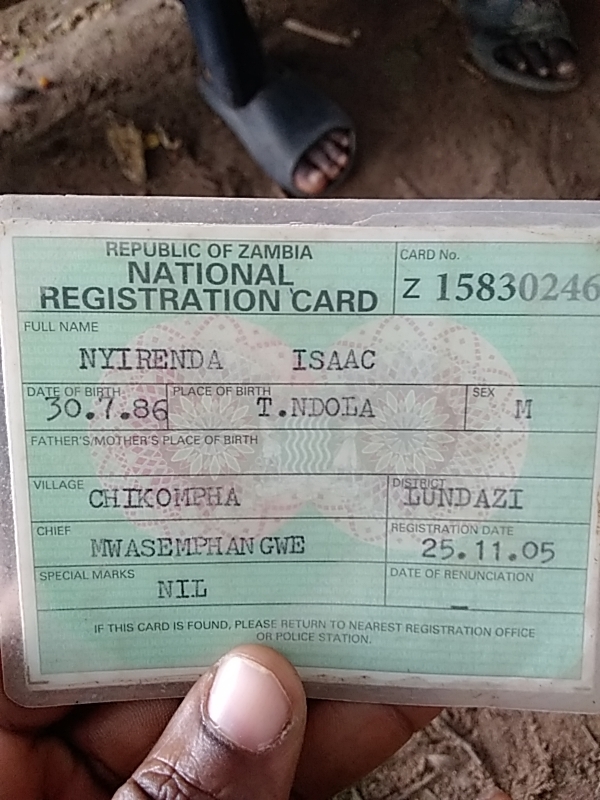 REPUBLIC OF ZAMBIA
NATIONAL
REGISTRATION CARD
CARD No.
Z 15830246
FULL NAME
NYIRENDA ISAAC
DATE OF BIRTH
30.7.86
PLACE OF BIRTH
T.NDOLA
SEX
M
FATHER'S/MOTHER'S PLACE OF BIRTH
VILLAGE
CHIKOMPHA
DISTRICT
LUNDAZI
CHIEF
MWASEMPHANGWE
REGISTRATION DATE
25.11.05
SPECIAL MARKS
NIL
DATE OF RENUNCIATION
–
IF THIS CARD IS FOUND, PLEASE RETURN TO NEAREST REGISTRATION OFFICE
OR POLICE STATION.